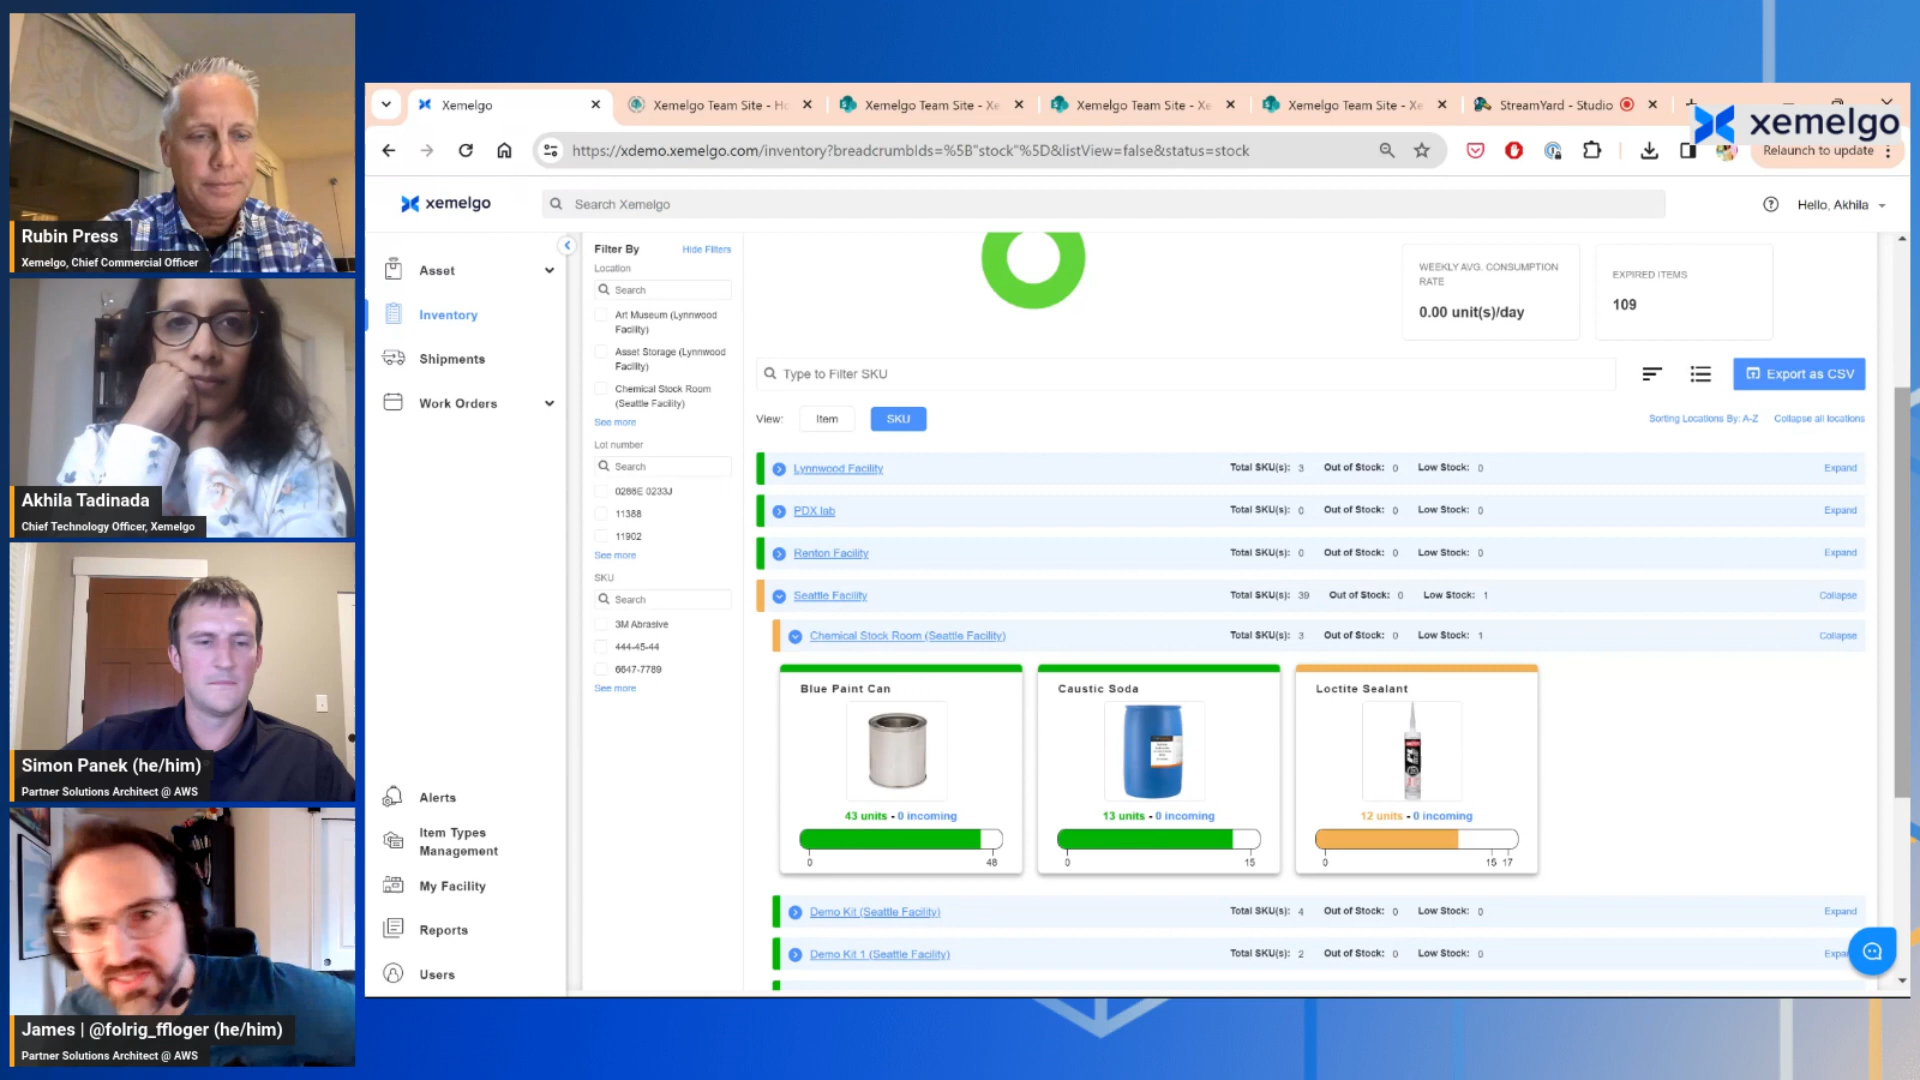 Rubin Press
Xemelgo, Chief Commercial Officer
Akhila Tadinada
Chief Technology Officer, Xemelgo
Simon Panek (he/him)
Partner Solutions Architect @ AWS
James | @folrig_ffloger (he/him)
Partner Solutions Architect @ AWS
Xemelgo
Xemelgo Team Site - Ho
Xemelgo Team Site - Xe
Xemelgo Team Site - Xe
Xemelgo Team Site - Xe
StreamYard - Studio
xemelgo
https://xdemo.xemelgo.com/inventory?breadcrumbIds=%5B"stock"%5D&listView=false&status=stock
Relaunch to update
xemelgo
Search Xemelgo
Hello, Akhila
Asset
Inventory
Shipments
Work Orders
Alerts
Item Types
Management
My Facility
Reports
Users
Filter By
Hide Filters
Location
Search
Art Museum (Lynnwood
Facility)
Asset Storage (Lynnwood
Facility)
Chemical Stock Room
(Seattle Facility)
See more
Lot number
Search
0288E 0233J
11388
11902
See more
SKU
Search
3M Abrasive
444-45-44
6647-7789
See more
WEEKLY AVG. CONSUMPTION
RATE
0.00 unit(s)/day
EXPIRED ITEMS
109
Type to Filter SKU
Export as CSV
View:
Item
SKU
Sorting Locations By: A-Z
Collapse all locations
Lynnwood Facility Total SKU(s): 3 Out of Stock: 0 Low Stock: 0 Expand
PDX lab Total SKU(s): 0 Out of Stock: 0 Low Stock: 0 Expand
Renton Facility Total SKU(s): 0 Out of Stock: 0 Low Stock: 0 Expand
Seattle Facility Total SKU(s): 39 Out of Stock: 0 Low Stock: 1 Collapse
Chemical Stock Room (Seattle Facility) Total SKU(s): 3 Out of Stock: 0 Low Stock: 1 Collapse
Blue Paint Can
43 units - 0 incoming
0 48
Caustic Soda
13 units - 0 incoming
0 15
Loctite Sealant
12 units - 0 incoming
0 15 17
Demo Kit (Seattle Facility) Total SKU(s): 4 Out of Stock: 0 Low Stock: 0 Expand
Demo Kit 1 (Seattle Facility) Total SKU(s): 2 Out of Stock: 0 Low Stock: 0 Expan